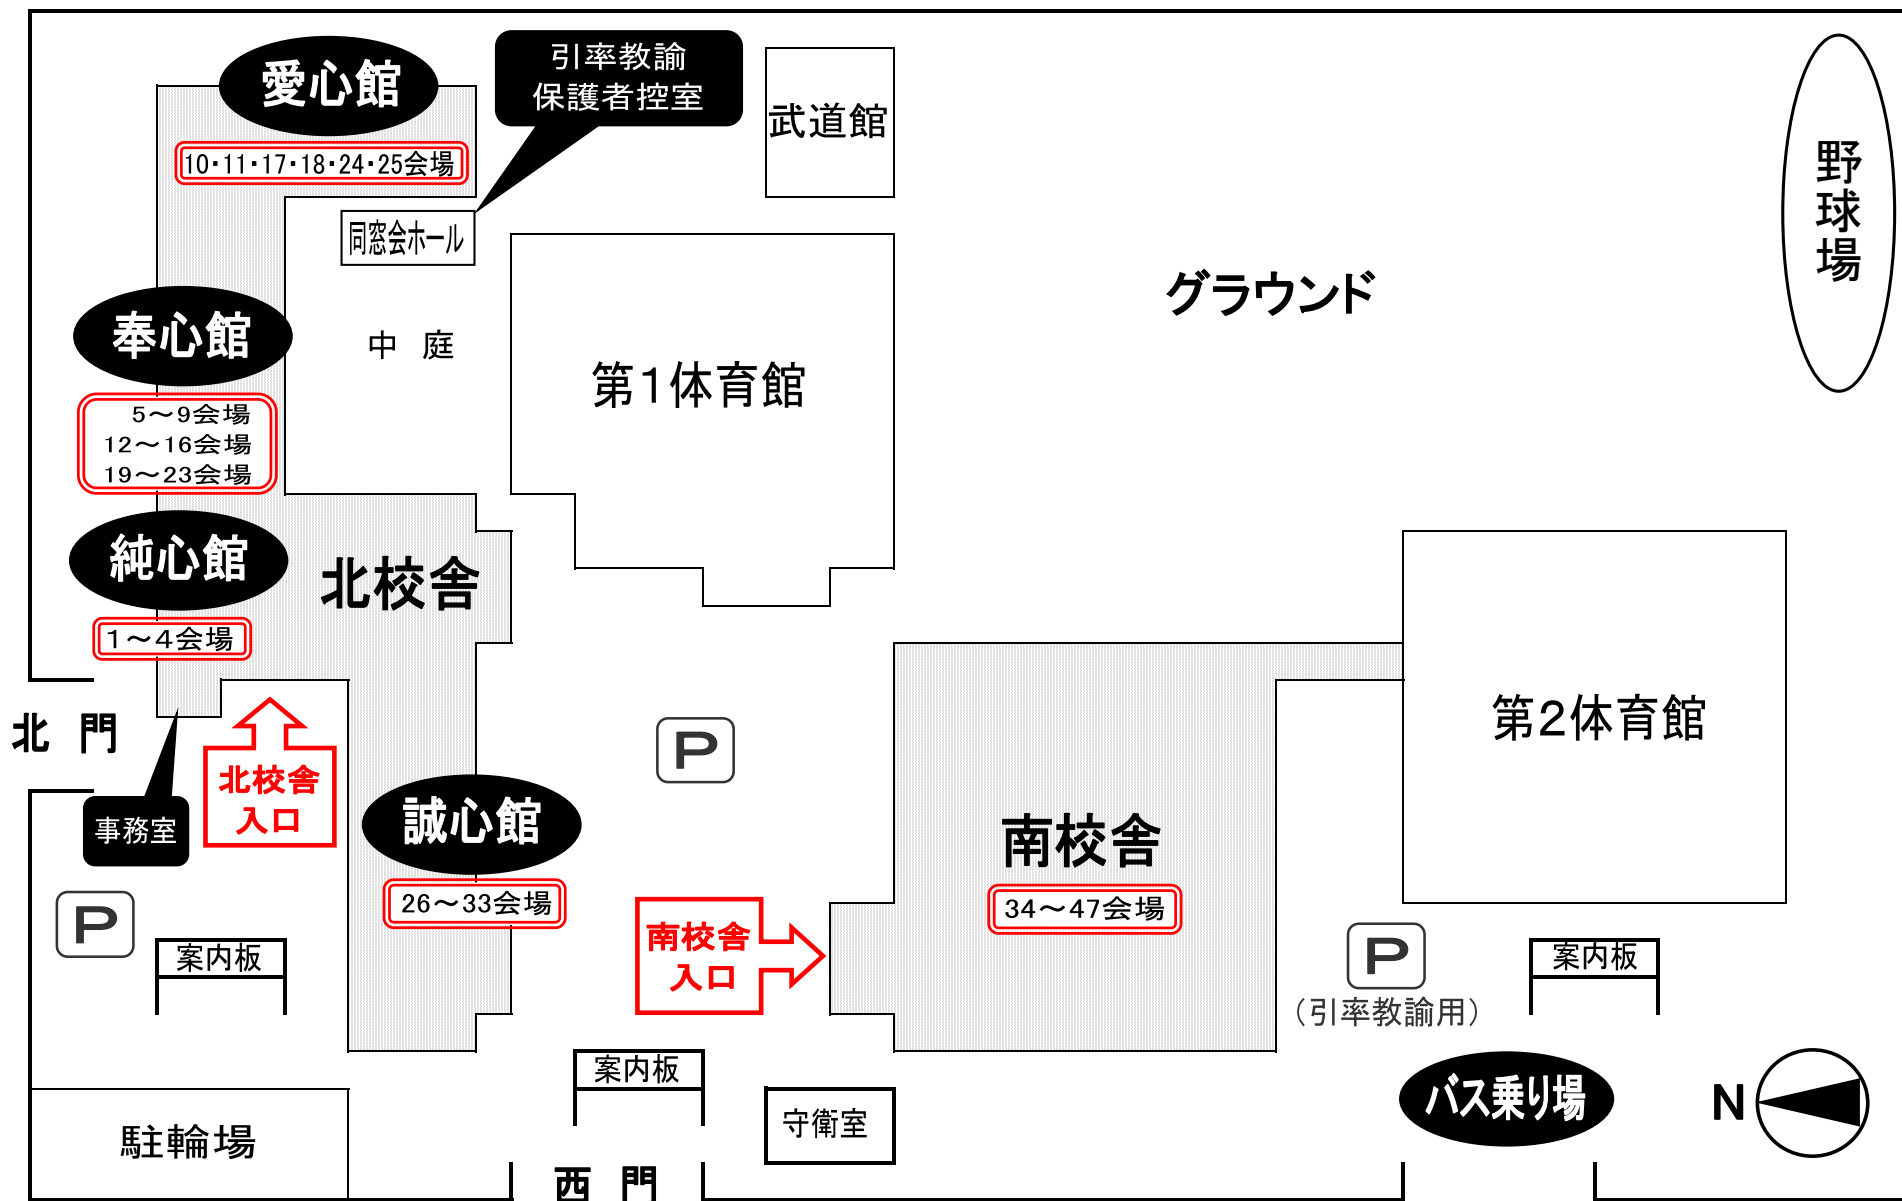 愛心館
引率教諭
保護者控室
武道館
10・11・17・18・24・25会場
野球場
同窓会ホール
グラウンド
奉心館
中 庭
第1体育館
5～9会場
12～16会場
19～23会場
純心館
北校舎
1～4会場
北 門
P
第2体育館
北校舎
入口
事務室
誠心館
南校舎
26～33会場
34～47会場
P
南校舎
入口
P
(引率教諭用)
案内板
案内板
案内板
バス乗り場
N
守衛室
駐輪場
西 門